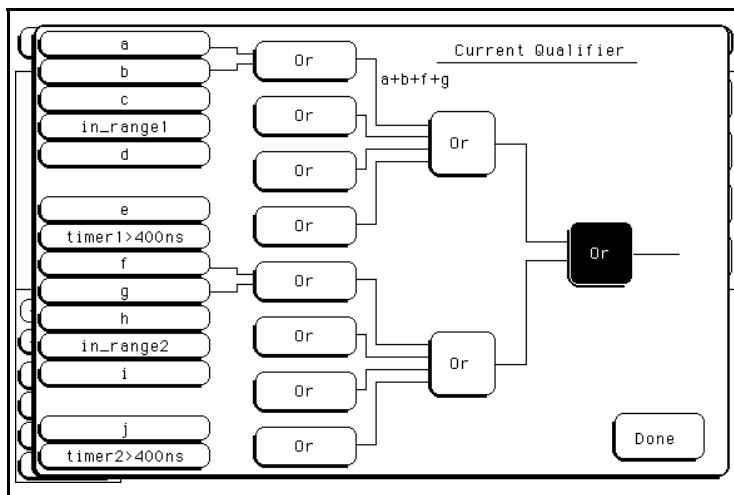 a
b
c
in_range1
d
e
timer1>400ns
f
g
h
in_range2
i
j
timer2>400ns
Or
Or
Or
Or
Or
Or
Or
Or
Current Qualifier
a+b+f+g
Or
Or
Or
Done